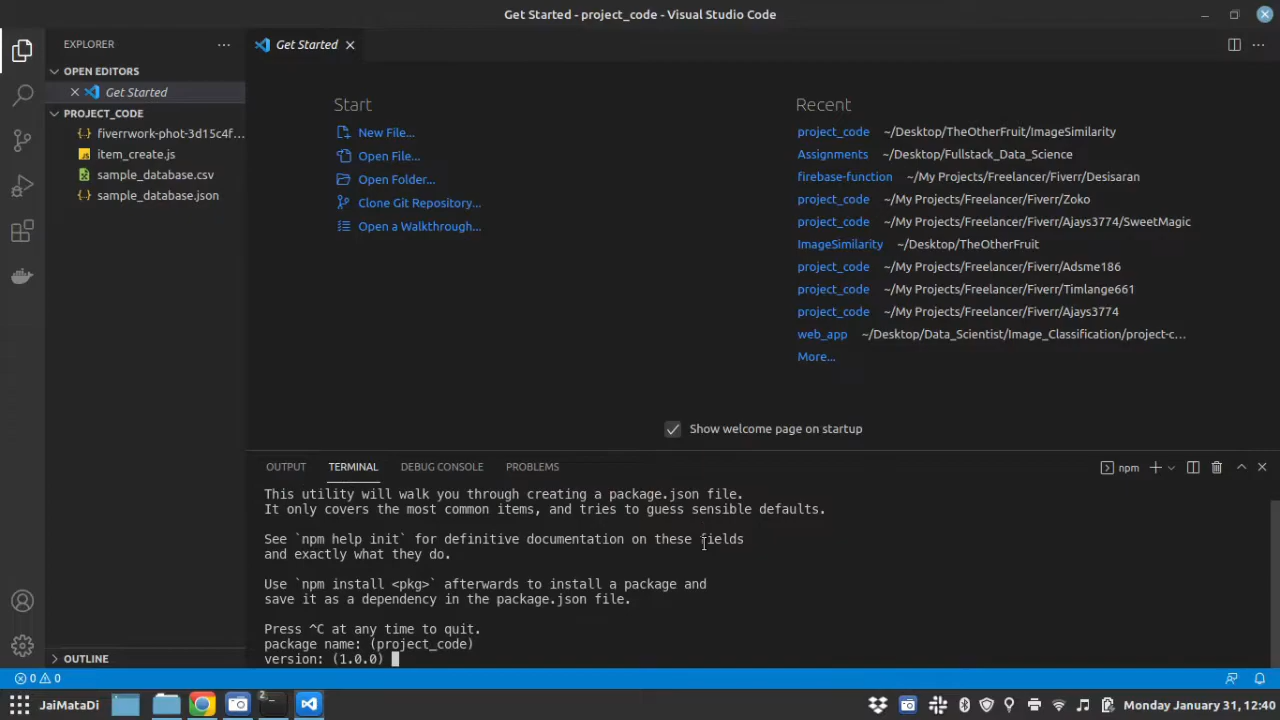 Get Started - project_code - Visual Studio Code
EXPLORER
Get Started
OPEN EDITORS
Get Started
PROJECT_CODE
fiverrwork-phot-3d15c4f...
item_create.js
sample_database.csv
sample_database.json
OUTLINE
Start
New File...
Open File...
Open Folder...
Clone Git Repository...
Open a Walkthrough...
Recent
project_code ~/Desktop/TheOtherFruit/ImageSimilarity
Assignments ~/Desktop/Fullstack_Data_Science
firebase-function ~/My Projects/Freelancer/Fiverr/Desisaran
project_code ~/My Projects/Freelancer/Fiverr/Zoko
project_code ~/My Projects/Freelancer/Fiverr/Ajays3774/SweetMagic
ImageSimilarity ~/Desktop/TheOtherFruit
project_code ~/My Projects/Freelancer/Fiverr/Adsme186
project_code ~/My Projects/Freelancer/Fiverr/Timlange661
project_code ~/My Projects/Freelancer/Fiverr/Ajays3774
web_app ~/Desktop/Data_Scientist/Image_Classification/project-c...
More...
Show welcome page on startup
OUTPUT TERMINAL DEBUG CONSOLE PROBLEMS
npm
This utility will walk you through creating a package.json file.
It only covers the most common items, and tries to guess sensible defaults.
See `npm help init` for definitive documentation on these fields
and exactly what they do.
Use `npm install <pkg>` afterwards to install a package and
save it as a dependency in the package.json file.
Press ^C at any time to quit.
package name: (project_code)
version: (1.0.0)
0 0
JaiMataDi
2
Monday January 31, 12:40